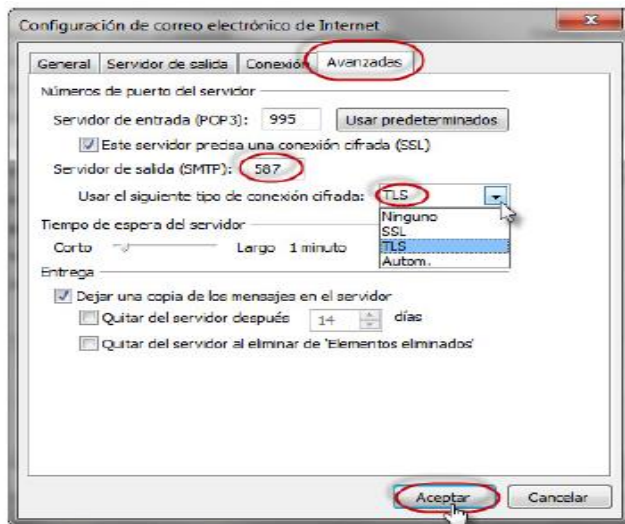 Configuración de correo electrónico de Internet
General Servidor de salida Conexión Avanzadas
Números de puerto del servidor
Servidor de entrada (POP3): 995 Usar predeterminados
Este servidor precisa una conexión cifrada (SSL)
Servidor de salida (SMTP): 587
Usar el siguiente tipo de conexión cifrada: TLS
Ninguno
SSL
TLS
Autom.
Tiempo de espera del servidor
Corto Largo 1 minuto
Entrega
Dejar una copia de los mensajes en el servidor
Quitar del servidor después 14 días
Quitar del servidor al eliminar de 'Elementos eliminados'
Aceptar Cancelar